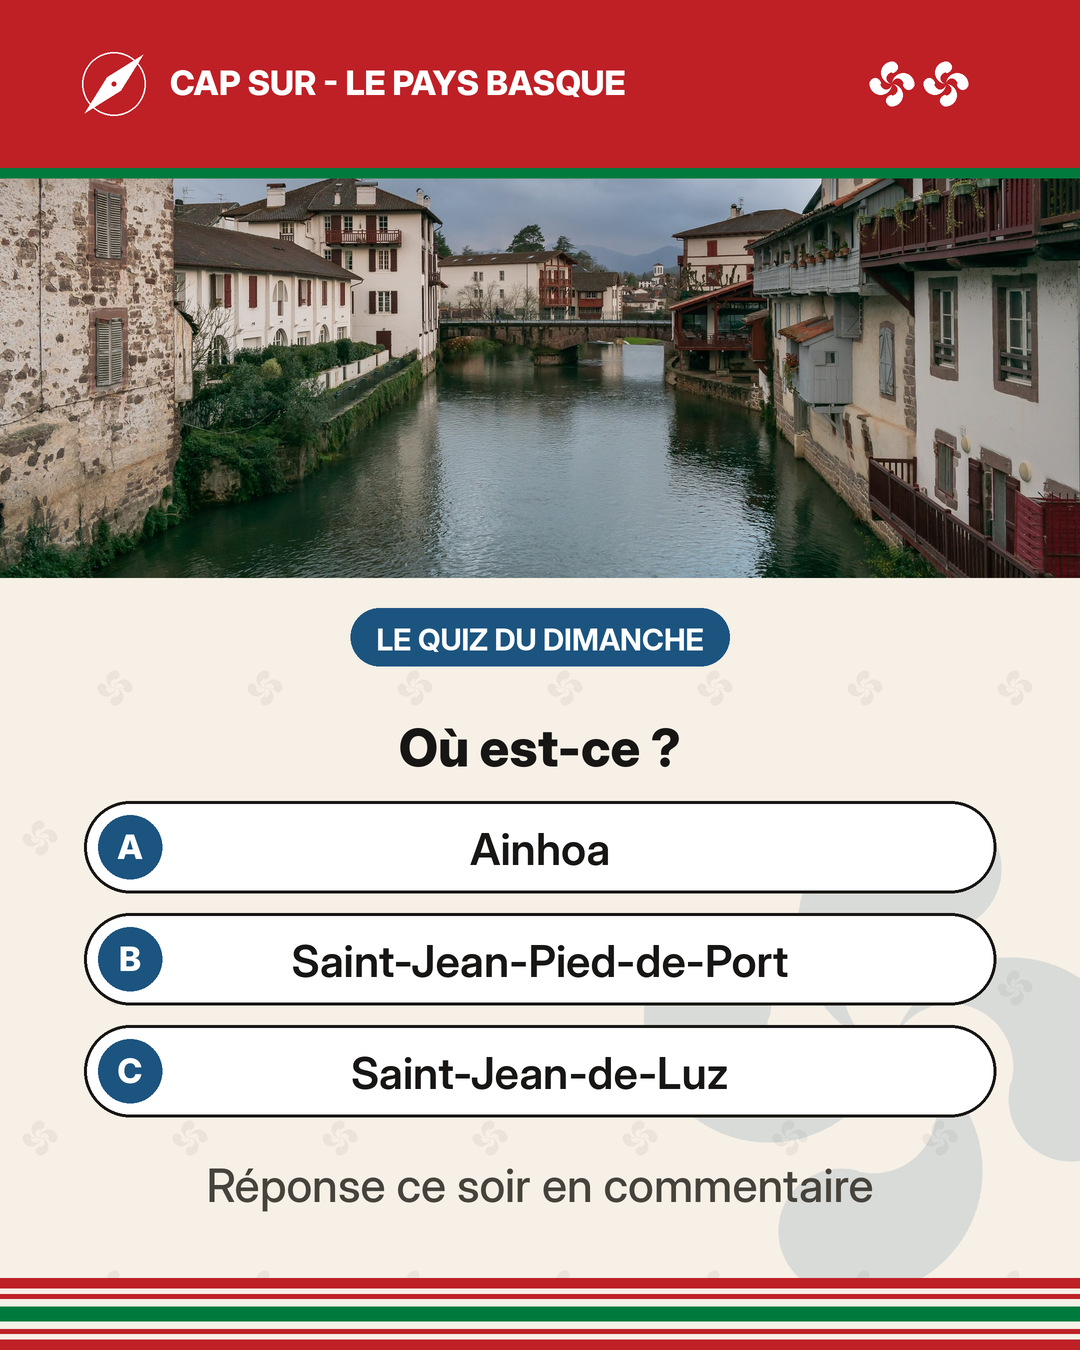 CAP SUR - LE PAYS BASQUE
LE QUIZ DU DIMANCHE
Où est-ce ?
A Ainhoa
B Saint-Jean-Pied-de-Port
C Saint-Jean-de-Luz
Réponse ce soir en commentaire